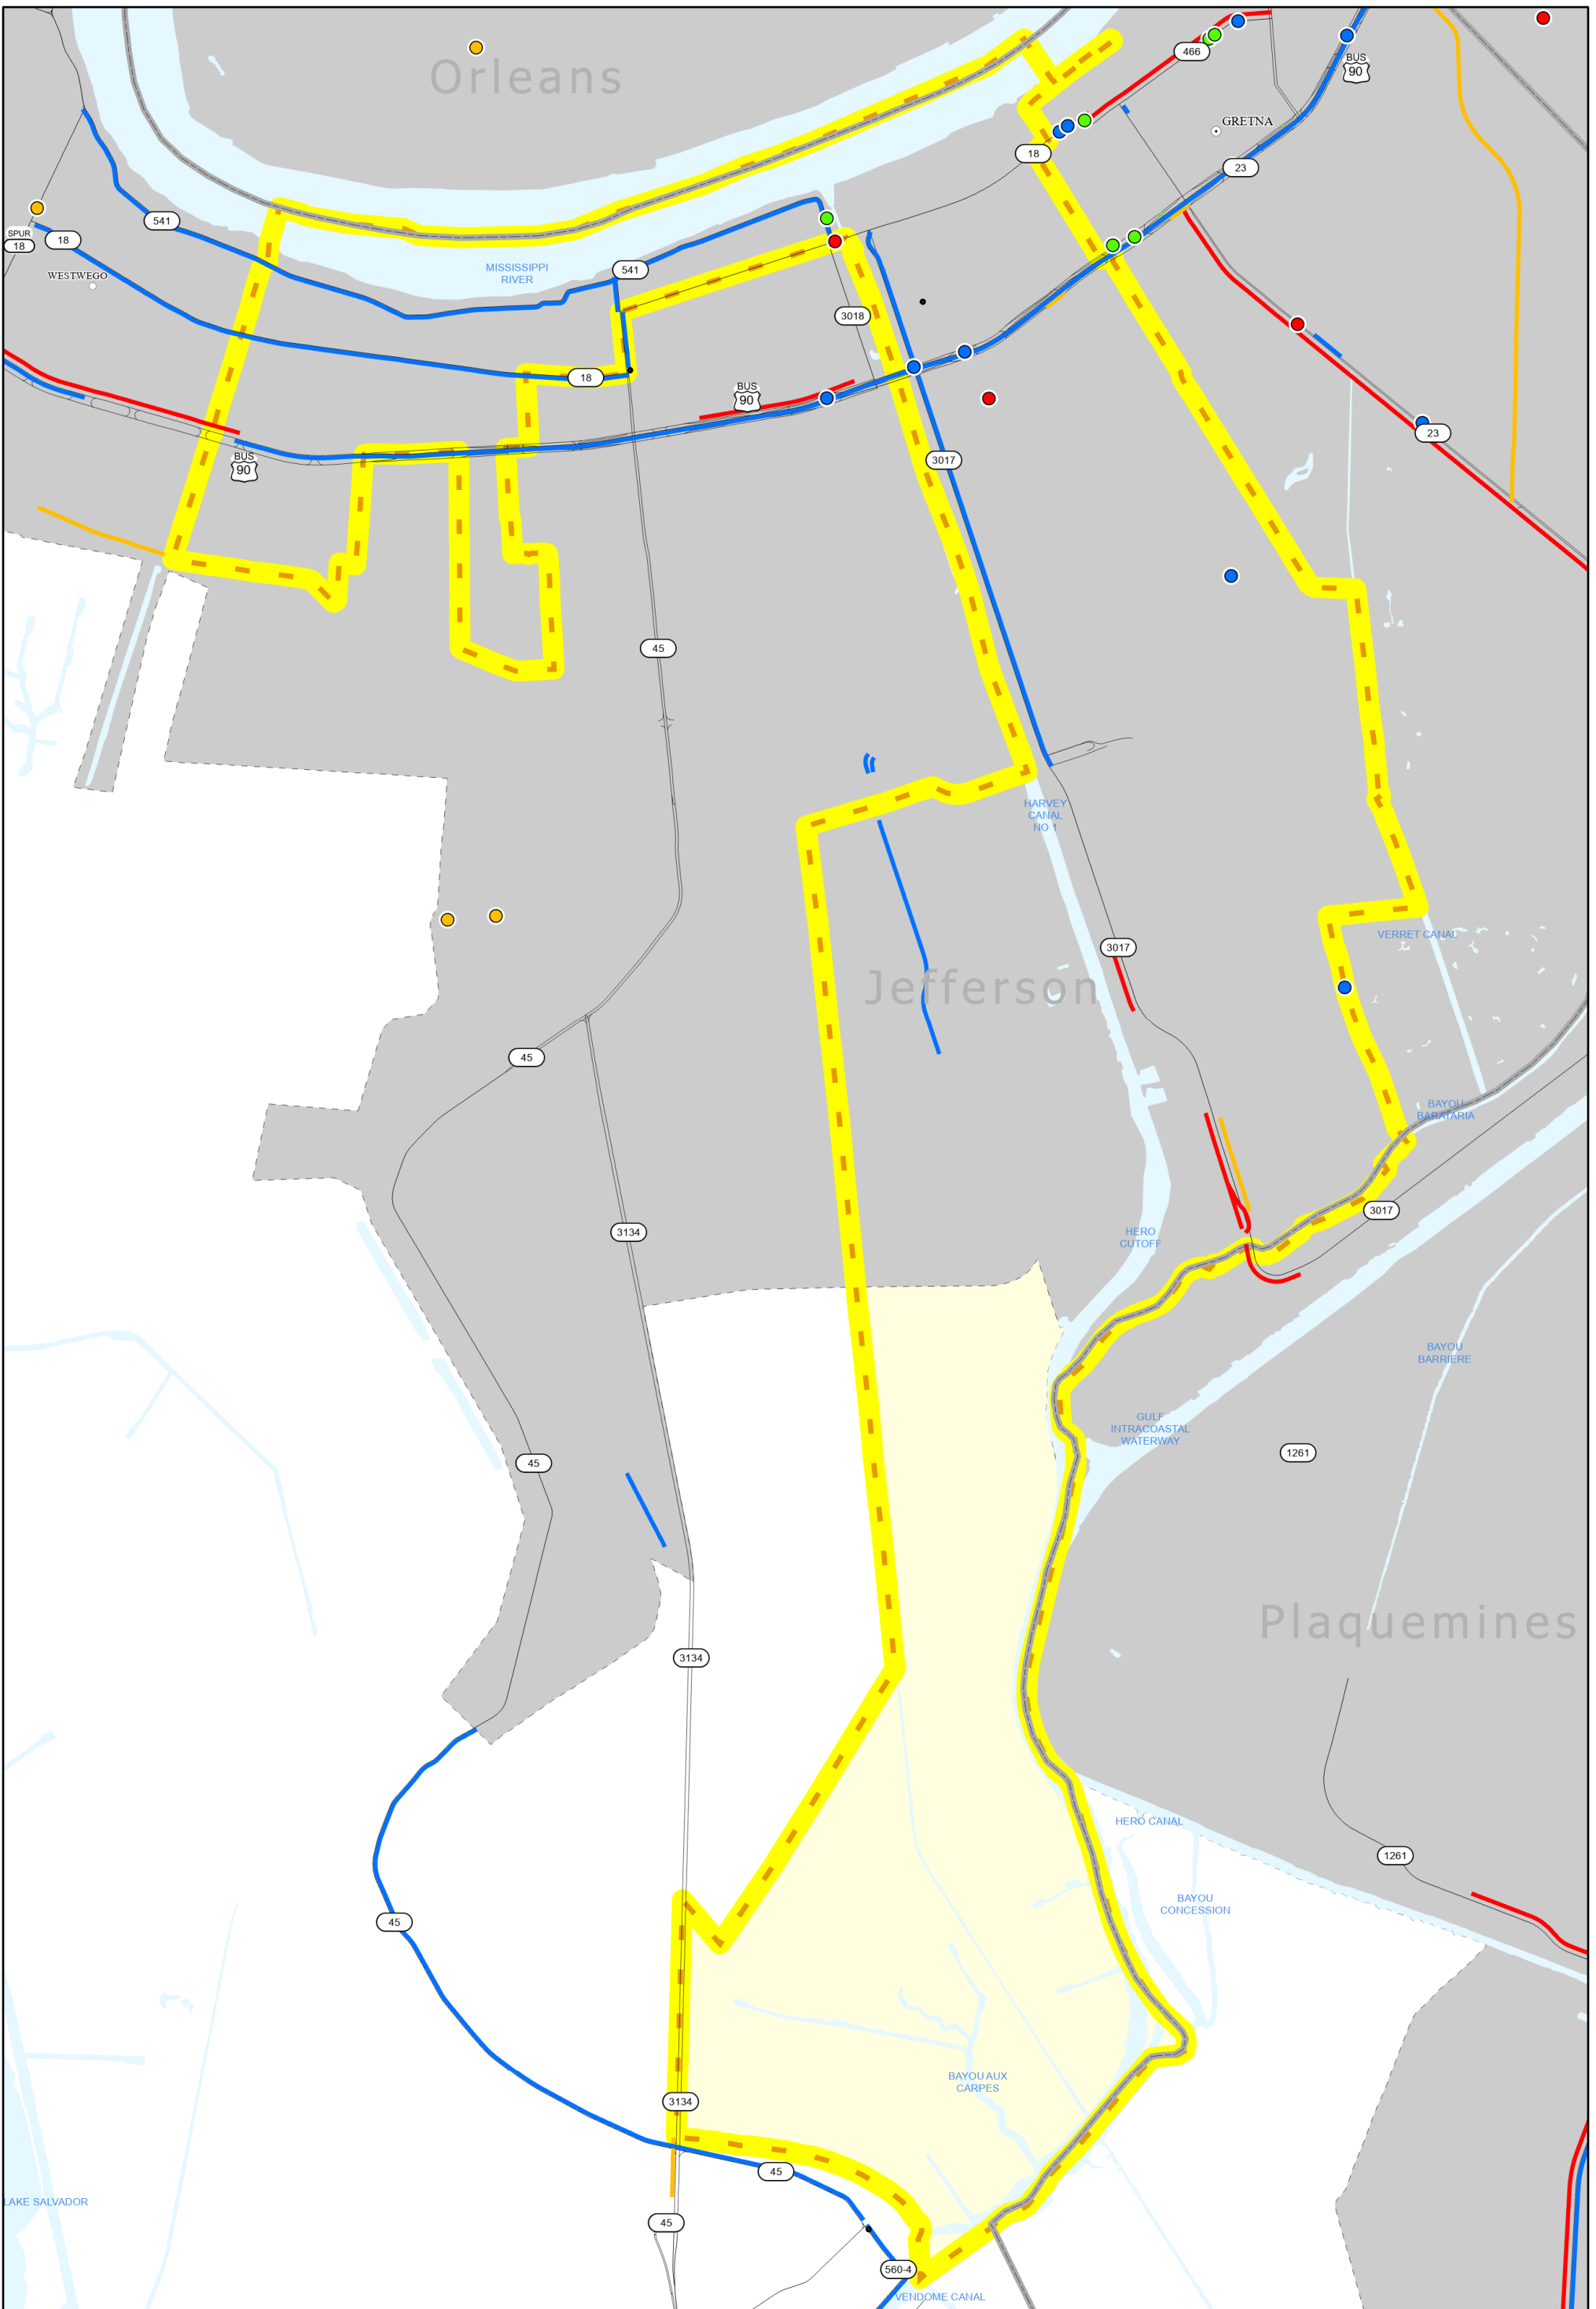 Orleans
466
BUS
90
GRETNA
18
23
541
SPUR
18
18
WESTWEGO
MISSISSIPPI
RIVER
541
3018
18
BUS
90
BUS
90
3017
23
45
HARVEY
CANAL
NO 1
VERRET CANAL
3017
Jefferson
45
BAYOU
BARATARIA
3017
3134
HERO
CUTOFF
BAYOU
BARRIERE
GULF
INTRACOASTAL
WATERWAY
1261
45
Plaquemines
3134
HERO CANAL
1261
BAYOU
CONCESSION
45
BAYOU AUX
CARPES
3134
45
LAKE SALVADOR
45
560-4
VENDOME CANAL